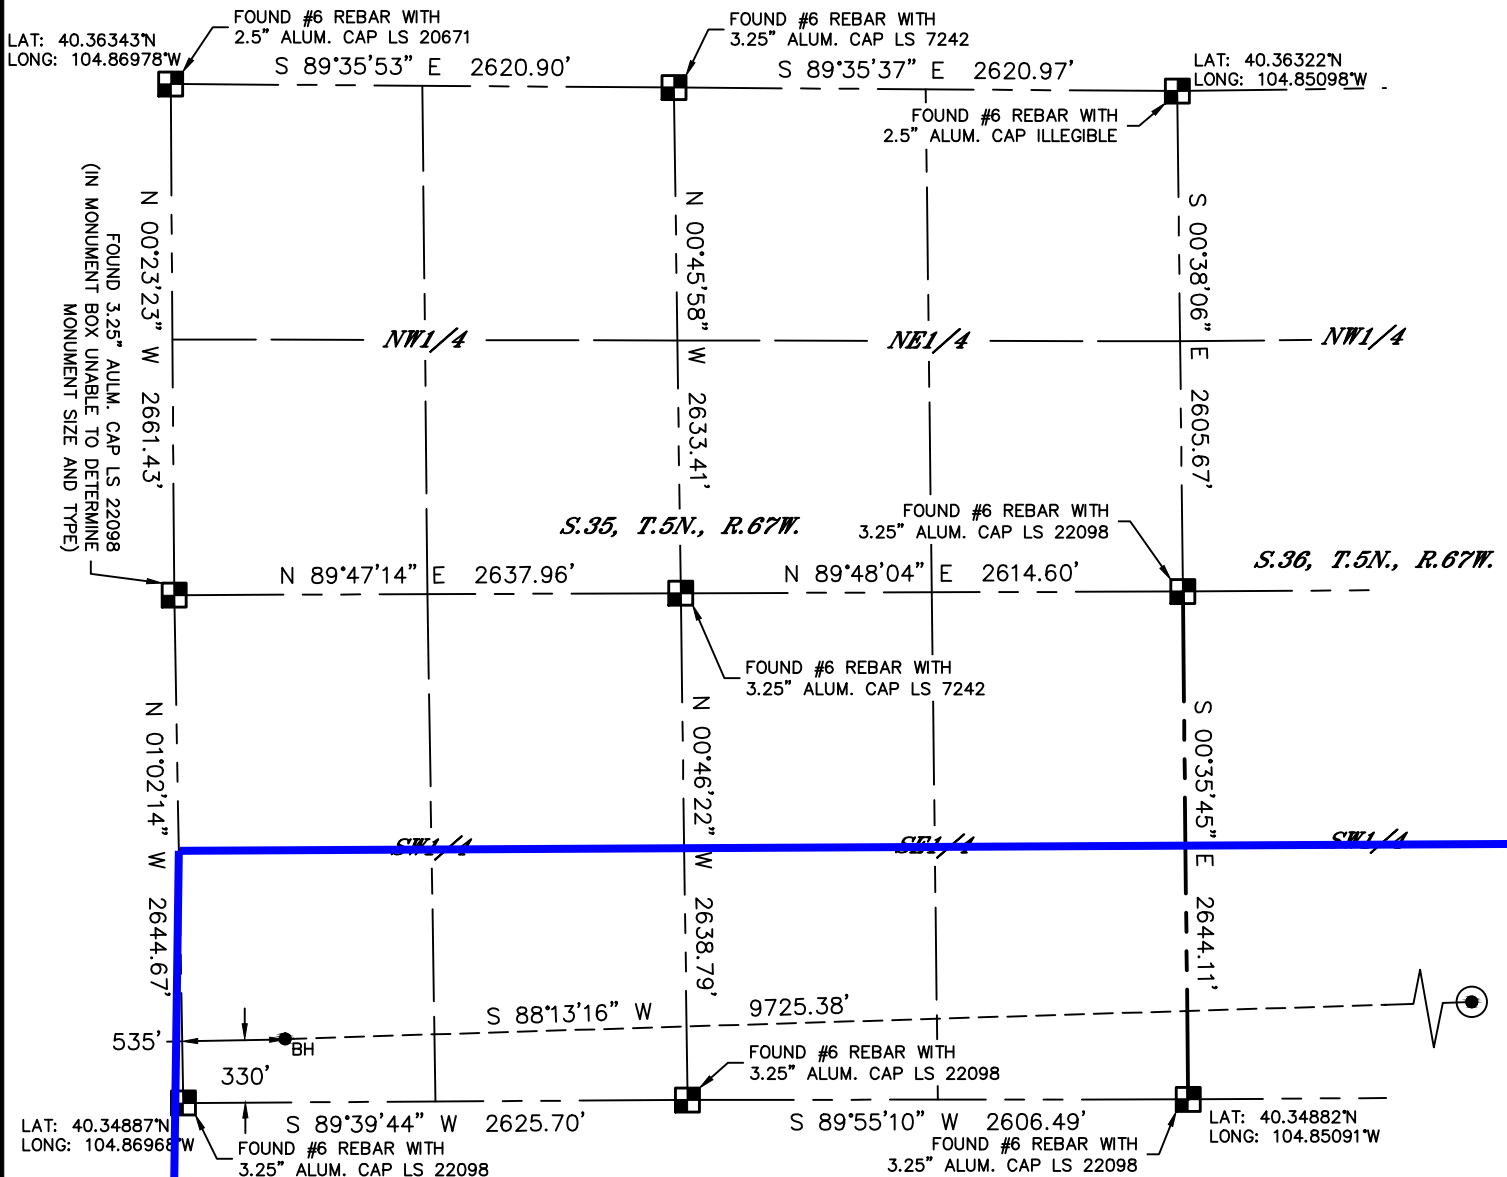 FOUND #6 REBAR WITH
2.5" ALUM. CAP LS 20671
FOUND #6 REBAR WITH
3.25" ALUM. CAP LS 7242
LAT: 40.36343°N
LONG: 104.86978°W
S 89°35'53" E 2620.90'
S 89°35'37" E 2620.97'
LAT: 40.36322°N
LONG: 104.85098°W
FOUND #6 REBAR WITH
2.5" ALUM. CAP ILLEGIBLE
FOUND 3.25" AULM. CAP LS 22098
(IN MONUMENT BOX UNABLE TO DETERMINE
MONUMENT SIZE AND TYPE)
N 00°23'23" W 2661.43'
N 00°45'58" W 2633.41'
S 00°38'06" E 2605.67'
NW1/4
NE1/4
NW1/4
S.35, T.5N., R.67W.
FOUND #6 REBAR WITH
3.25" ALUM. CAP LS 22098
S.36, T.5N., R.67W.
N 89°47'14" E 2637.96'
N 89°48'04" E 2614.60'
FOUND #6 REBAR WITH
3.25" ALUM. CAP LS 7242
N 01°02'14" W 2644.67'
N 00°46'22" W 2638.79'
S 00°35'45" E 2644.11'
SW1/4
SE1/4
SW1/4
S 88°13'16" W 9725.38'
535'
BH
330'
FOUND #6 REBAR WITH
3.25" ALUM. CAP LS 22098
S 89°39'44" W 2625.70'
S 89°55'10" W 2606.49'
LAT: 40.34887°N
LONG: 104.86968°W
FOUND #6 REBAR WITH
3.25" ALUM. CAP LS 22098
FOUND #6 REBAR WITH
3.25" ALUM. CAP LS 22098
LAT: 40.34882°N
LONG: 104.85091°W